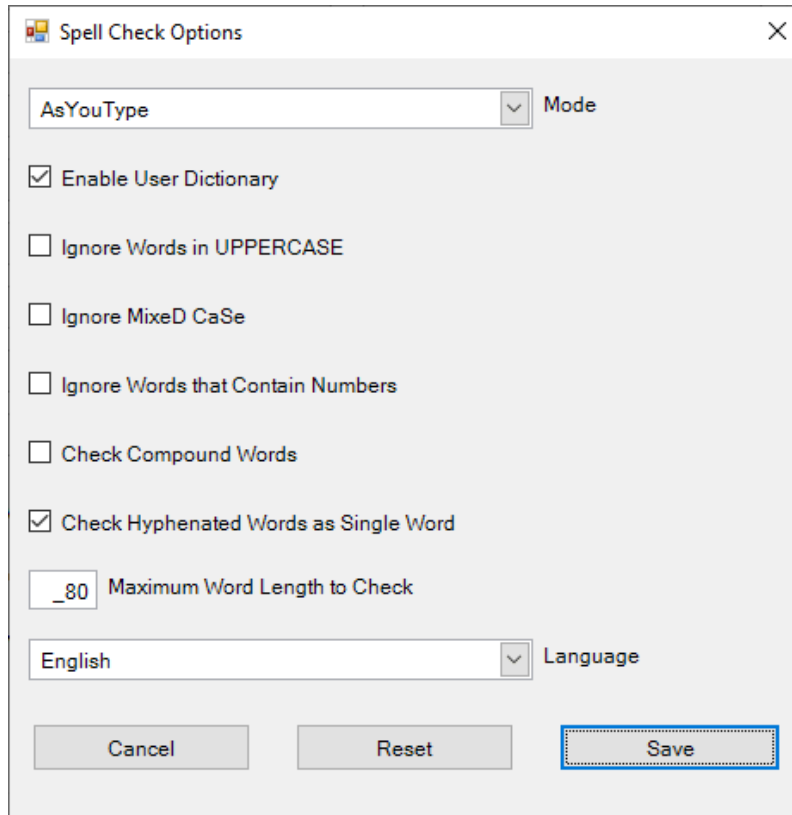 Spell Check Options
AsYouType Mode
Enable User Dictionary
Ignore Words in UPPERCASE
Ignore MixeD CaSe
Ignore Words that Contain Numbers
Check Compound Words
Check Hyphenated Words as Single Word
_80 Maximum Word Length to Check
English Language
Cancel Reset Save